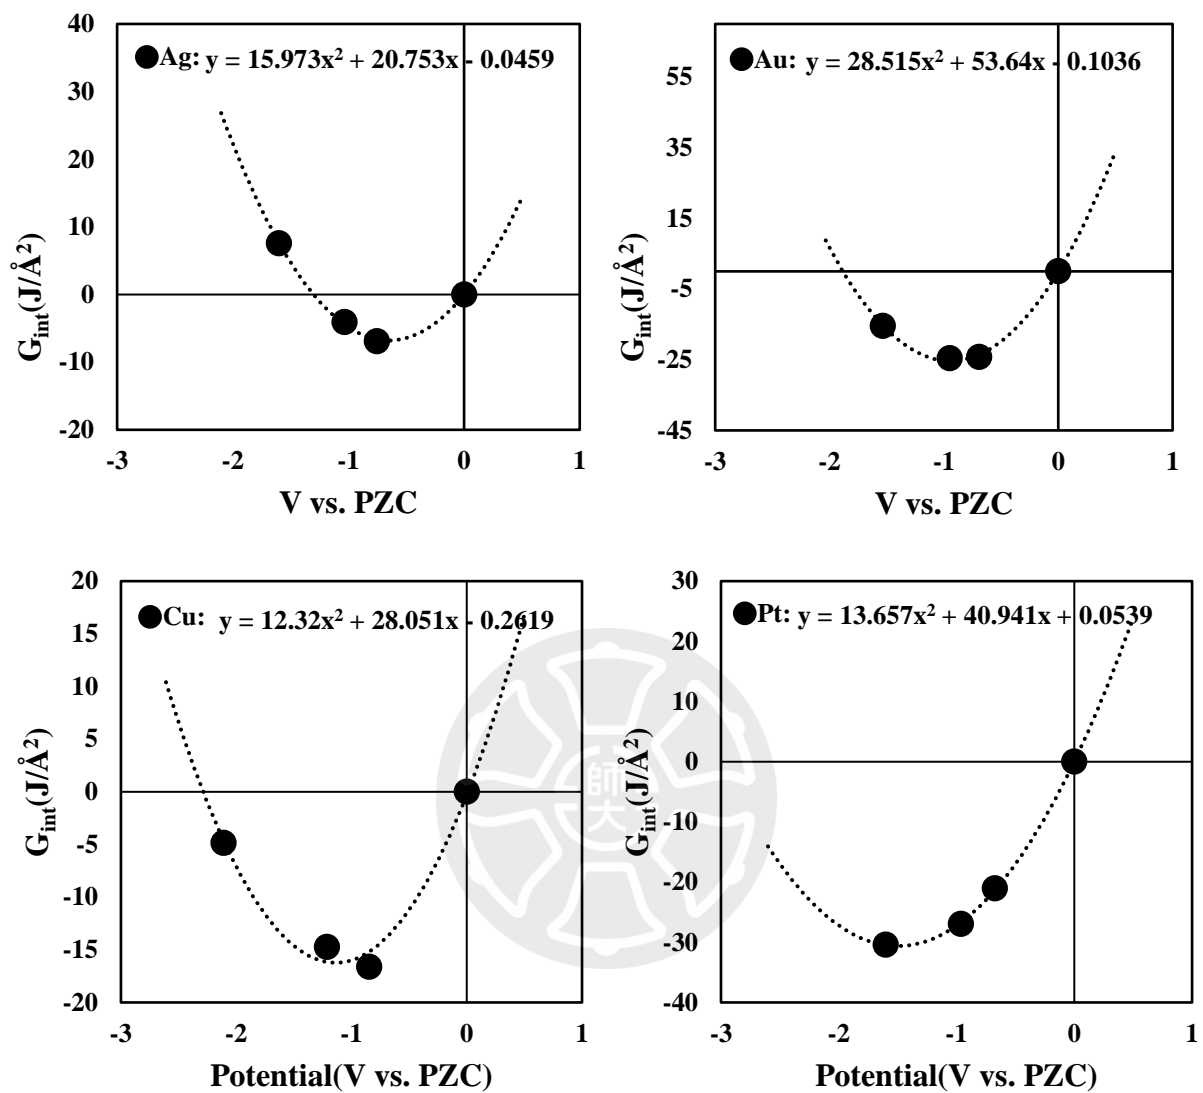 Ag: y = 15.973x² + 20.753x - 0.0459
40
30
20
10
0
-10
-20
G_int(J/Å²)
-3 -2 -1 0 1
V vs. PZC
Au: y = 28.515x² + 53.64x - 0.1036
55
35
15
-5
-25
-45
G_int(J/Å²)
-3 -2 -1 0 1
V vs. PZC
Cu: y = 12.32x² + 28.051x - 0.2619
20
15
10
5
0
-5
-10
-15
-20
G_int(J/Å²)
-3 -2 -1 0 1
Potential(V vs. PZC)
Pt: y = 13.657x² + 40.941x + 0.0539
30
20
10
0
-10
-20
-30
-40
G_int(J/Å²)
-3 -2 -1 0 1
Potential(V vs. PZC)
師
大